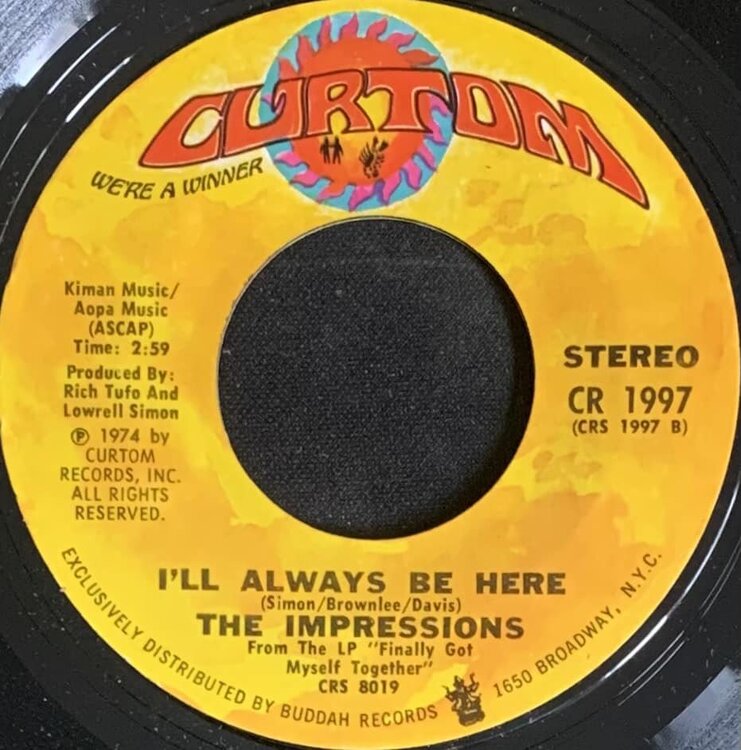 CURTOM
WE'RE A WINNER
Kiman Music/
Aopa Music
(ASCAP)
Time: 2:59
Produced By:
Rich Tufo And
Lowrell Simon
℗ 1974 by
CURTOM
RECORDS, INC.
ALL RIGHTS
RESERVED.
STEREO
CR 1997
(CRS 1997 B)
I'LL ALWAYS BE HERE
(Simon/Brownlee/Davis)
THE IMPRESSIONS
From The LP "Finally Got
Myself Together"
CRS 8019
EXCLUSIVELY DISTRIBUTED BY BUDDAH RECORDS 1650 BROADWAY, N.Y.C.